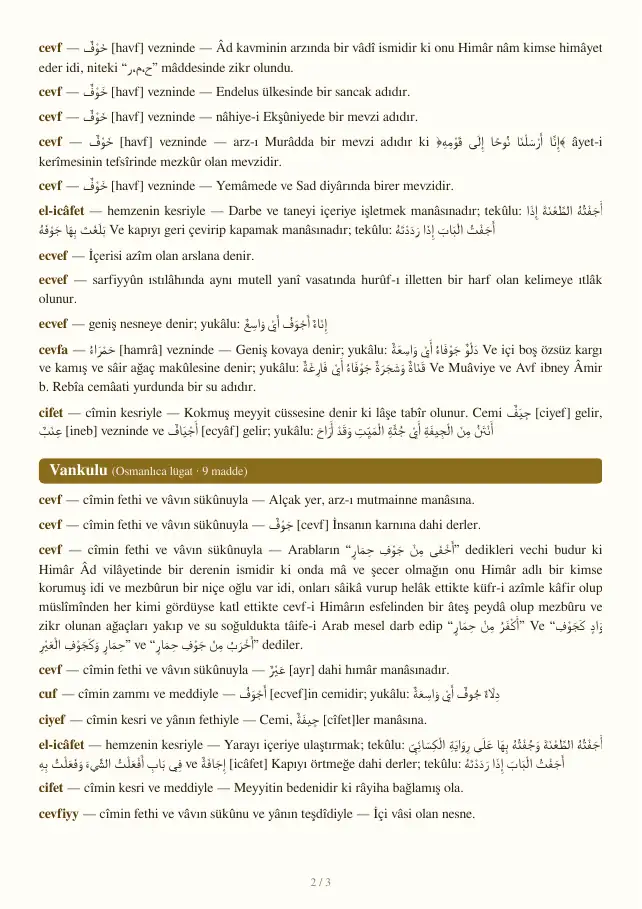 cevf — خَوْفٌ [havf] vezninde — Âd kavminin arzında bir vâdî ismidir ki onu Himâr nâm kimse himâyet
eder idi, niteki “ح،م،ر” mâddesinde zikr olundu.
cevf — خَوْفٌ [havf] vezninde — Endelus ülkesinde bir sancak adıdır.
cevf — خَوْفٌ [havf] vezninde — nâhiye-i Ekşûniyede bir mevzi adıdır.
cevf — خَوْفٌ [havf] vezninde — arz-ı Murâdda bir mevzi adıdır ki ﴿إِنَّا أَرْسَلْنَا نُوحًا إِلَى قَوْمِهِ﴾ âyet-i
kerîmesinin tefsîrinde mezkûr olan mevzidir.
cevf — خَوْفٌ [havf] vezninde — Yemâmede ve Sad diyârında birer mevzidir.
el-icâfet — hemzenin kesriyle — Darbe ve taneyi içeriye işletmek manâsınadır; tekûlu: أَجَفْتُهُ الطَّعْنَةَ إِذَا
بَلَغْتَ بِهَا جَوْفَهُ Ve kapıyı geri çevirip kapamak manâsınadır; tekûlu: أَجَفْتُ الْبَابَ إِذَا رَدَدْتَهُ
ecvef — İçerisi azîm olan arslana denir.
ecvef — sarfiyyûn ıstılâhında aynı mutell yanî vasatında hurûf-ı illetten bir harf olan kelimeye ıtlâk
olunur.
ecvef — geniş nesneye denir; yukâlu: إِنَاءٌ أَجْوَفُ أَيْ وَاسِعٌ
cevfa — حَمْرَاءُ [hamrâ] vezninde — Geniş kovaya denir; yukâlu: دَلْوٌ جَوْفَاءُ أَيْ وَاسِعَةٌ Ve içi boş özsüz kargı
ve kamış ve sâir ağaç makûlesine denir; yukâlu: قَنَاةٌ وَشَجَرَةٌ جَوْفَاءُ أَيْ فَارِغَةٌ Ve Muâviye ve Avf ibney Âmir
b. Rebîa cemâati yurdunda bir su adıdır.
cifet — cîmin kesriyle — Kokmuş meyyit cüssesine denir ki lâşe tabîr olunur. Cemi جِيَفٌ [ciyef] gelir,
عِنَبٌ [ineb] vezninde ve أَجْيَافٌ [ecyâf] gelir; yukâlu: أَنْتَنُ مِنَ الْجِيفَةِ أَيْ جُثَّةِ الْمَيِّتِ وَقَدْ أَرَاحَ
Vankulu (Osmanlıca lügat · 9 madde)
cevf — cîmin fethi ve vâvın sükûnuyla — Alçak yer, arz-ı mutmainne manâsına.
cevf — cîmin fethi ve vâvın sükûnuyla — جَوْفٌ [cevf] İnsanın karnına dahi derler.
cevf — cîmin fethi ve vâvın sükûnuyla — Arabların “أَخْفَى مِنْ جَوْفِ حِمَارٍ” dedikleri vechi budur ki
Himâr Âd vilâyetinde bir derenin ismidir ki onda mâ ve şecer olmağın onu Himâr adlı bir kimse
korumuş idi ve mezbûrun bir niçe oğlu var idi, onları sâikâ vurup helâk ettikte küfr-i azîmle kâfir olup
müslîmînden her kimi gördüyse katl ettikte cevf-i Himârın esfelinden bir âteş peydâ olup mezbûru ve
zikr olunan ağaçları yakıp ve su soğuldukta tâife-i Arab mesel darb edip “أَكْفَرُ مِنْ حِمَارٍ” Ve “وَادٍ كَجَوْفِ
حِمَارٍ وَكَجَوْفِ الْعَيْرِ” ve “أَخْرَبُ مِنْ جَوْفِ حِمَارٍ” dediler.
cevf — cîmin fethi ve vâvın sükûnuyla — عَيْرٌ [ayr] dahi hımâr manâsınadır.
cuf — cîmin zammı ve meddiyle — أَجْوَفُ [ecvef]in cemidir; yukâlu: دِلَاءٌ جُوفٌ أَيْ وَاسِعَةٌ
ciyef — cîmin kesri ve yânın fethiyle — Cemi, جِيفَةٌ [cîfet]ler manâsına.
el-icâfet — hemzenin kesriyle — Yarayı içeriye ulaştırmak; tekûlu: أَجَفْتُهُ الطَّعْنَةَ وَجُفْتُهُ بِهَا عَلَى رِوَايَةِ الْكِسَائِيّ
فِي بَابِ أَفْعَلْتُ الشَّيْءَ وَفَعَلْتُ بِهِ ve إِجَافَةٌ [icâfet] Kapıyı örtmeğe dahi derler; tekûlu: أَجَفْتُ الْبَابَ إِذَا رَدَدْتَهُ
cifet — cîmin kesri ve meddiyle — Meyyitin bedenidir ki râyiha bağlamış ola.
cevfiyy — cîmin fethi ve vâvın sükûnu ve yânın teşdîdiyle — İçi vâsi olan nesne.
2 / 3